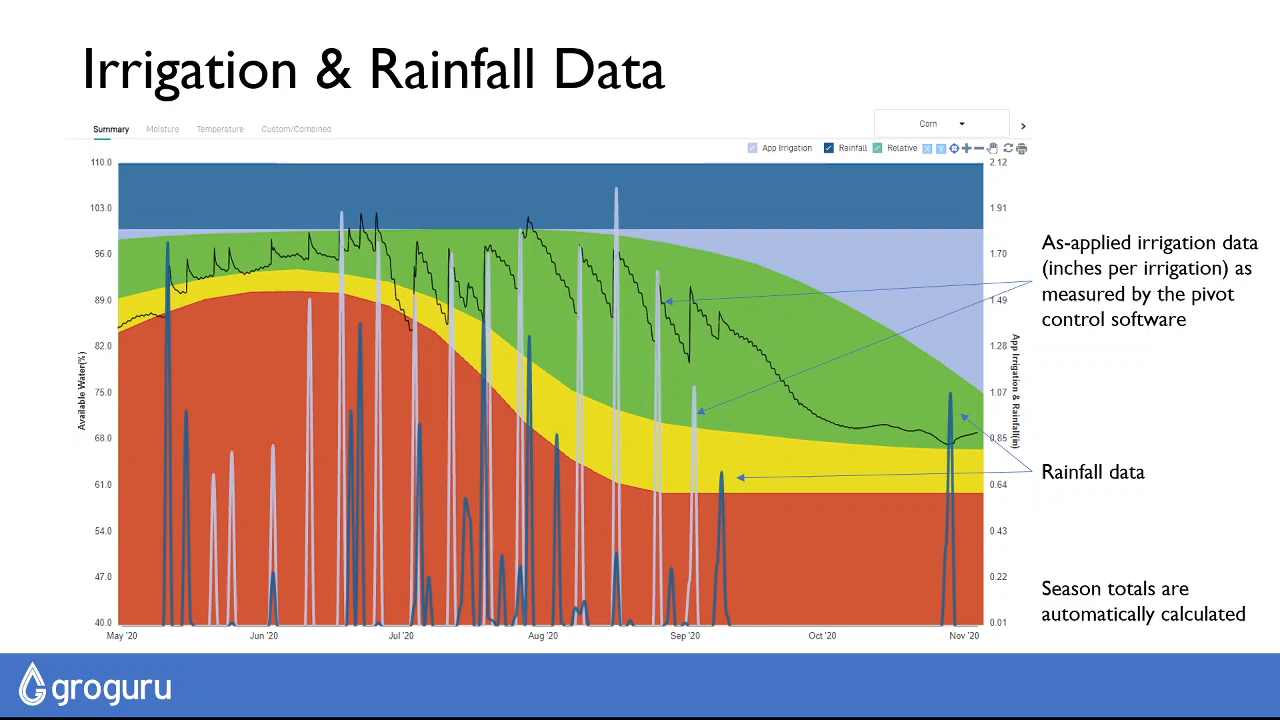 Irrigation & Rainfall Data
Summary
Moisture
Temperature
Custom/Combined
Corn
App Irrigation
Rainfall
Relative
X
Y
110.0
103.0
96.0
89.0
82.0
75.0
68.0
61.0
54.0
47.0
40.0
Available Water(%)
2.12
1.91
1.70
1.49
1.28
1.07
0.85
0.64
0.43
0.22
0.01
App Irrigation & Rainfall(in)
May '20
Jun '20
Jul '20
Aug '20
Sep '20
Oct '20
Nov '20
As-applied irrigation data
(inches per irrigation) as
measured by the pivot
control software
Rainfall data
Season totals are
automatically calculated
groguru